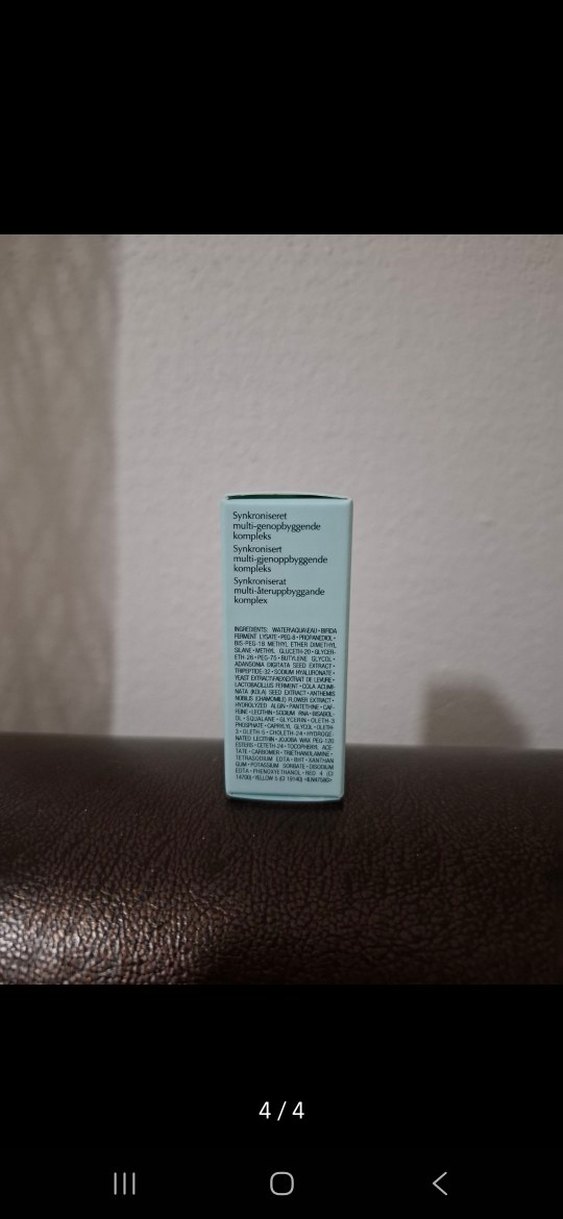 Synkroniseret
multi-genopbyggende
kompleks
Synkronisert
multi-gjenoppbyggende
kompleks
Synkroniserat
multi-återuppbyggande
komplex
INGREDIENTS: WATER\AQUA\EAU • BIFIDA
FERMENT LYSATE • PEG-8 • PROPANEDIOL •
BIS-PEG-18 METHYL ETHER DIMETHYL
SILANE • METHYL GLUCETH-20 • GLYCER-
ETH-26 • PEG-75 • BUTYLENE GLYCOL •
ADANSONIA DIGITATA SEED EXTRACT •
TRIPEPTIDE-32 • SODIUM HYALURONATE •
YEAST EXTRACT\FAEX\EXTRAIT DE LEVURE •
LACTOBACILLUS FERMENT • COLA ACUMI-
NATA (KOLA) SEED EXTRACT • ANTHEMIS
NOBILIS (CHAMOMILE) FLOWER EXTRACT •
HYDROLYZED ALGIN • PANTETHINE • CAF-
FEINE • LECITHIN • SODIUM RNA • BISABOL-
OL • SQUALANE • GLYCERIN • OLETH-3
PHOSPHATE • CAPRYLYL GLYCOL • OLETH-
3 • OLETH-5 • CHOLETH-24 • HYDROGE-
NATED LECITHIN • JOJOBA WAX PEG-120
ESTERS • CETETH-24 • TOCOPHERYL ACE-
TATE • CARBOMER • TRIETHANOLAMINE •
TETRASODIUM EDTA • BHT • XANTHAN
GUM • POTASSIUM SORBATE • DISODIUM
EDTA • PHENOXYETHANOL • RED 4 (CI
14700) • YELLOW 5 (CI 19140)
4 / 4